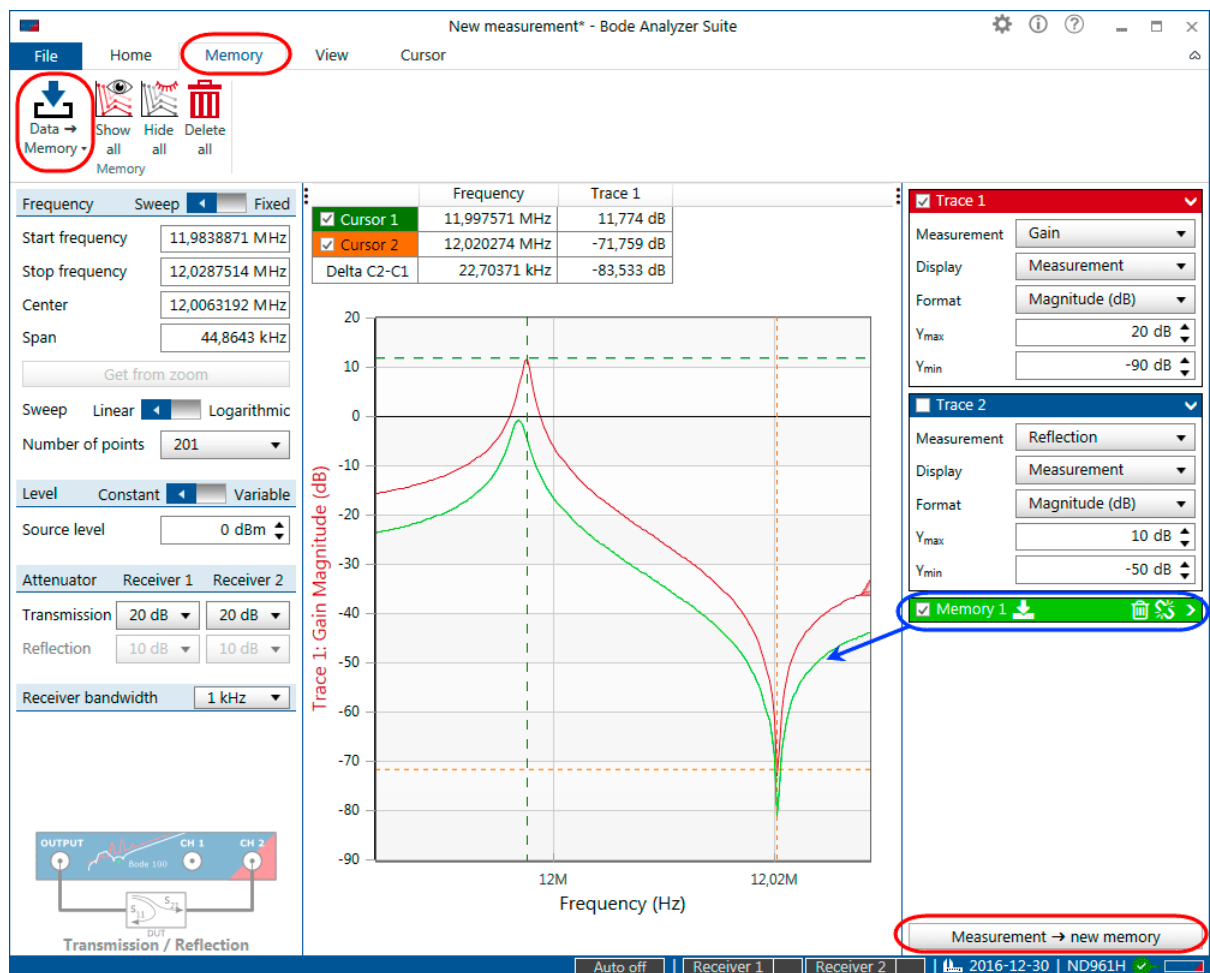 New measurement* - Bode Analyzer Suite
File Home Memory View Cursor
Data → Memory
Show all
Hide all
Delete all
Memory
Frequency Sweep Fixed
Start frequency 11,9838871 MHz
Stop frequency 12,0287514 MHz
Center 12,0063192 MHz
Span 44,8643 kHz
Get from zoom
Sweep Linear Logarithmic
Number of points 201
Level Constant Variable
Source level 0 dBm
Attenuator Receiver 1 Receiver 2
Transmission 20 dB 20 dB
Reflection 10 dB 10 dB
Receiver bandwidth 1 kHz
OUTPUT CH 1 CH 2
Bode 100
S11 S21
DUT
Transmission / Reflection
Frequency Trace 1
Cursor 1 11,997571 MHz 11,774 dB
Cursor 2 12,020274 MHz -71,759 dB
Delta C2-C1 22,70371 kHz -83,533 dB
Trace 1: Gain Magnitude (dB)
20
10
0
-10
-20
-30
-40
-50
-60
-70
-80
-90
12M 12,02M
Frequency (Hz)
Trace 1
Measurement Gain
Display Measurement
Format Magnitude (dB)
Ymax 20 dB
Ymin -90 dB
Trace 2
Measurement Reflection
Display Measurement
Format Magnitude (dB)
Ymax 10 dB
Ymin -50 dB
Memory 1
Measurement → new memory
Auto off | Receiver 1 Receiver 2 | 2016-12-30 | ND961H